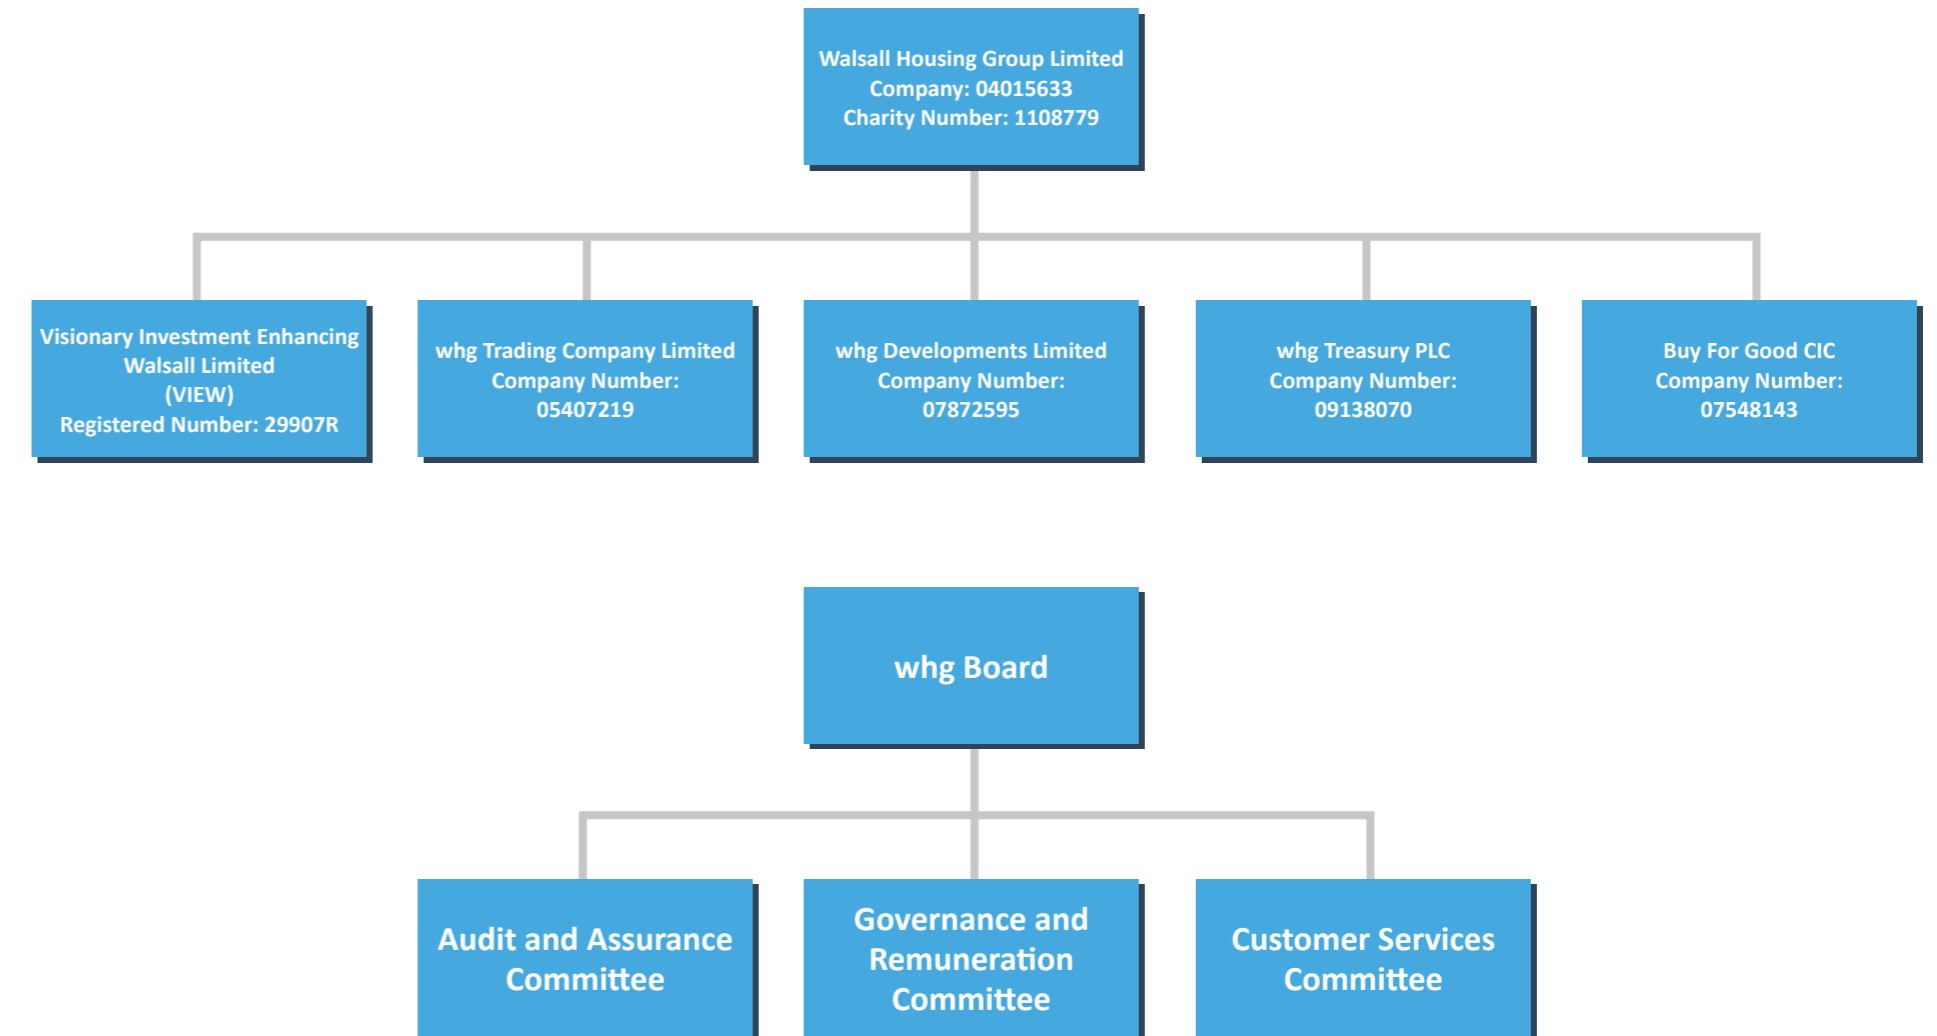 Walsall Housing Group Limited
Company: 04015633
Charity Number: 1108779
Visionary Investment Enhancing
Walsall Limited
(VIEW)
Registered Number: 29907R
whg Trading Company Limited
Company Number:
05407219
whg Developments Limited
Company Number:
07872595
whg Treasury PLC
Company Number:
09138070
Buy For Good CIC
Company Number:
07548143
whg Board
Audit and Assurance
Committee
Governance and
Remuneration
Committee
Customer Services
Committee